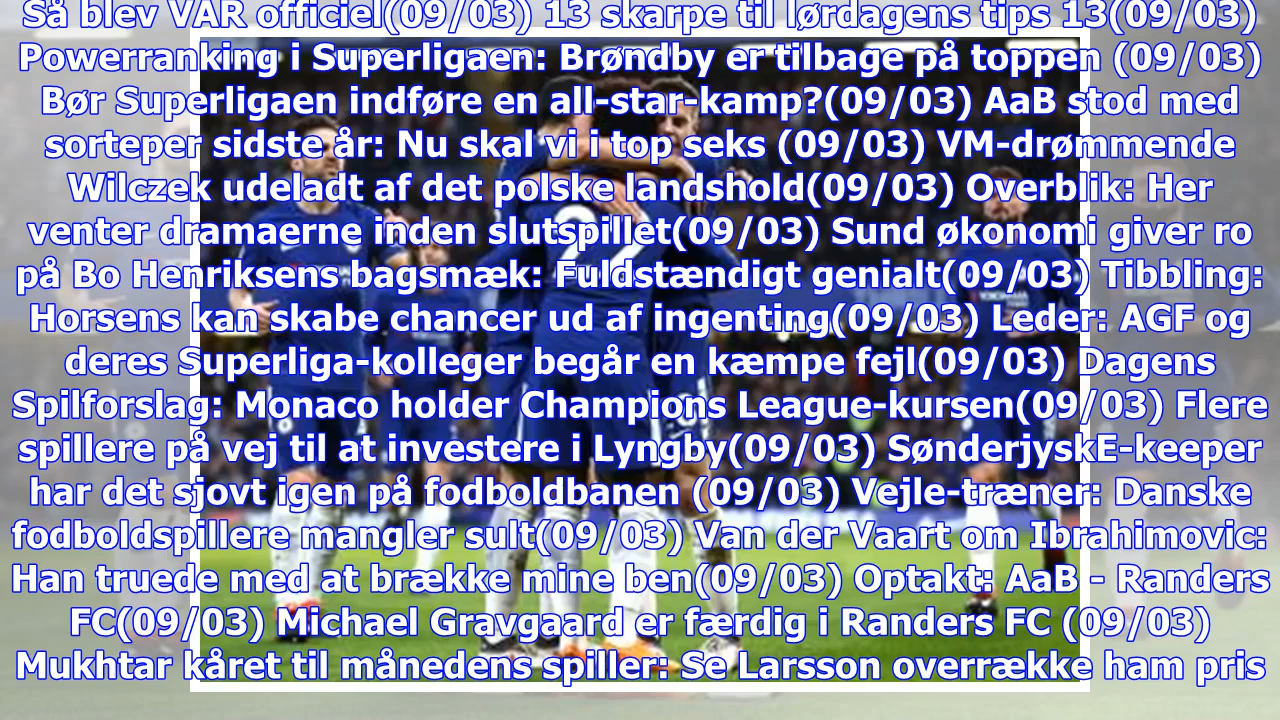 Så blev VAR officiel(09/03) 13 skarpe til lørdagens tips 13(09/03)
Powerranking i Superligaen: Brøndby er tilbage på toppen (09/03)
Bør Superligaen indføre en all-star-kamp?(09/03) AaB stod med
sorteper sidste år: Nu skal vi i top seks (09/03) VM-drømmende
Wilczek udeladt af det polske landshold(09/03) Overblik: Her
venter dramaerne inden slutspillet(09/03) Sund økonomi giver ro
på Bo Henriksens bagsmæk: Fuldstændigt genialt(09/03) Tibbling:
Horsens kan skabe chancer ud af ingenting(09/03) Leder: AGF og
deres Superliga-kolleger begår en kæmpe fejl(09/03) Dagens
Spilforslag: Monaco holder Champions League-kursen(09/03) Flere
spillere på vej til at investere i Lyngby(09/03) SønderjyskE-keeper
har det sjovt igen på fodboldbanen (09/03) Vejle-træner: Danske
fodboldspillere mangler sult(09/03) Van der Vaart om Ibrahimovic:
Han truede med at brække mine ben(09/03) Optakt: AaB - Randers
FC(09/03) Michael Gravgaard er færdig i Randers FC (09/03)
Mukhtar kåret til månedens spiller: Se Larsson overrække ham pris